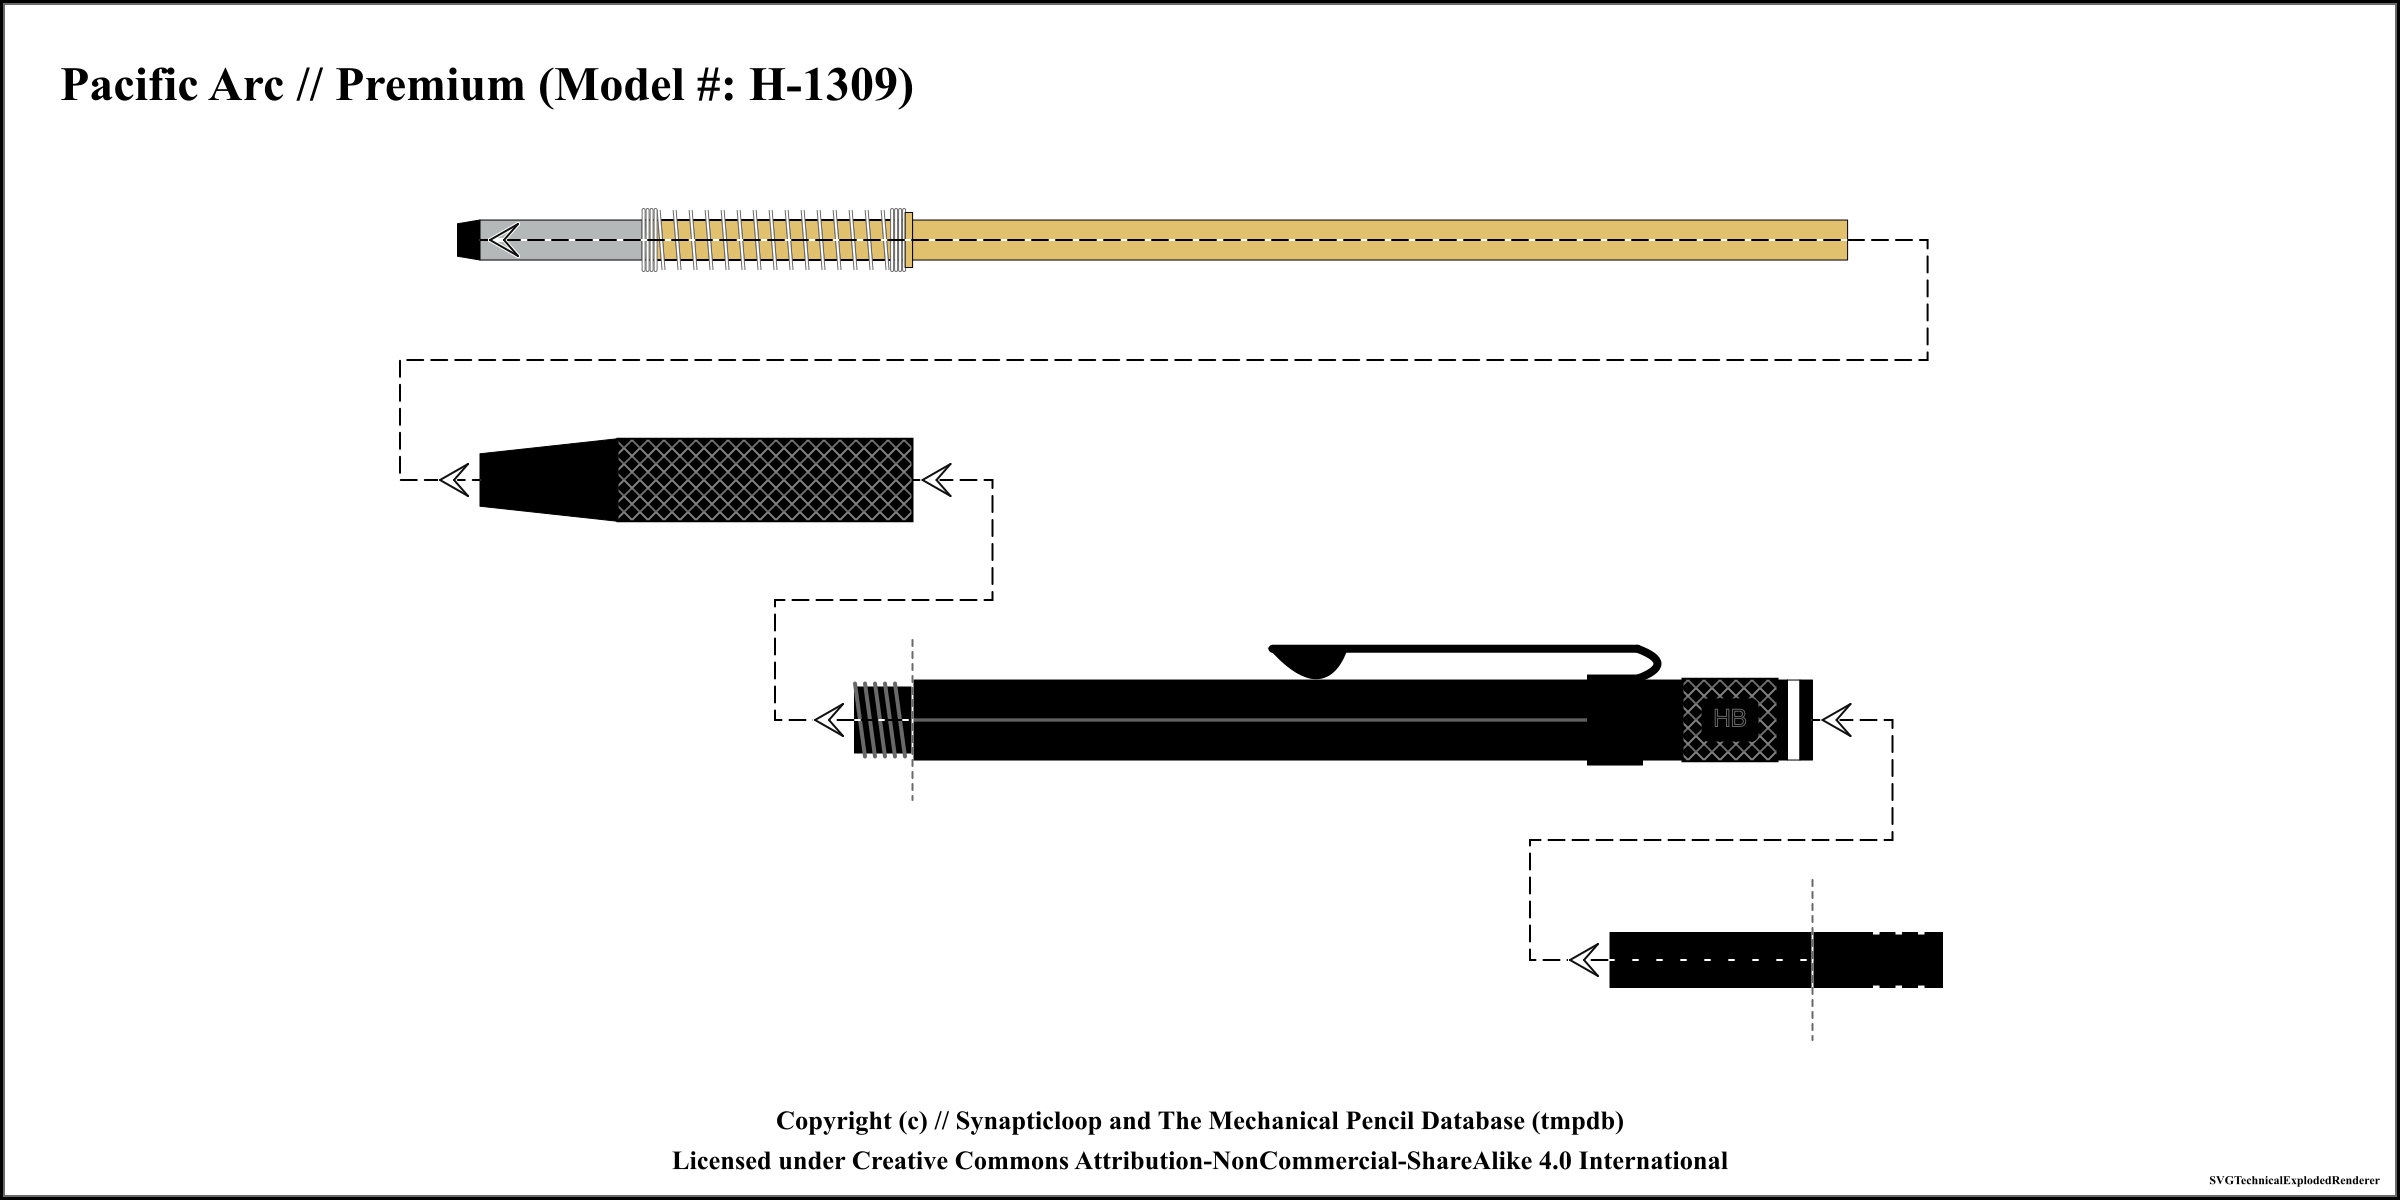 Pacific Arc // Premium (Model #: H-1309)
HB
Copyright (c) // Synapticloop and The Mechanical Pencil Database (tmpdb)
Licensed under Creative Commons Attribution-NonCommercial-ShareAlike 4.0 International
SVGTechnicalExplodedRenderer